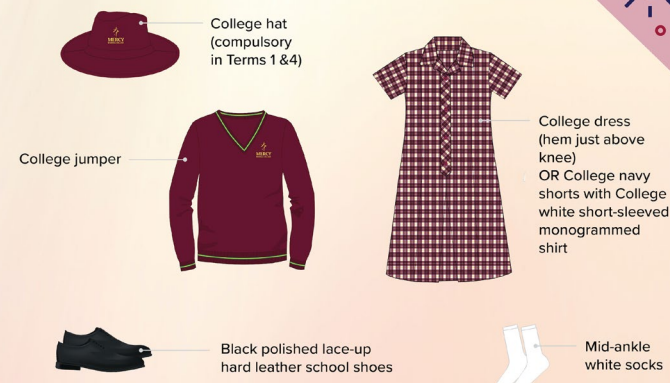 College hat
(compulsory
in Terms 1 &4)
MERCY
College jumper
MERCY
College dress
(hem just above
knee)
OR College navy
shorts with College
white short-sleeved
monogrammed
shirt
Black polished lace-up
hard leather school shoes
Mid-ankle
white socks